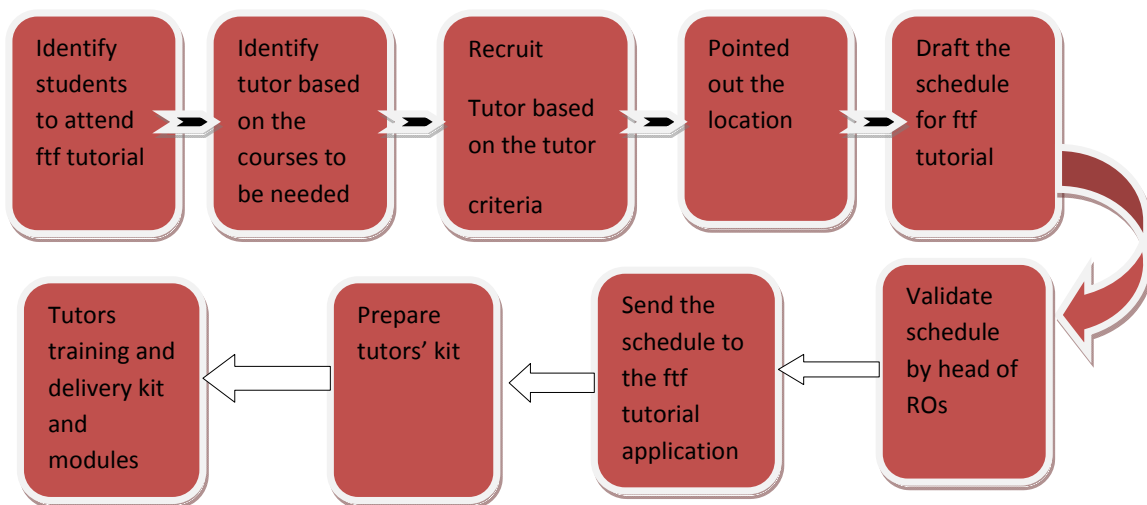 Identify
students
to attend
ftf tutorial
Identify
tutor based
on the
courses to
be needed
Recruit
Tutor based
on the tutor
criteria
Pointed
out the
location
Draft the
schedule
for ftf
tutorial
Validate
schedule
by head of
ROs
Send the
schedule to
the ftf
tutorial
application
Prepare
tutors’ kit
Tutors
training and
delivery kit
and
modules